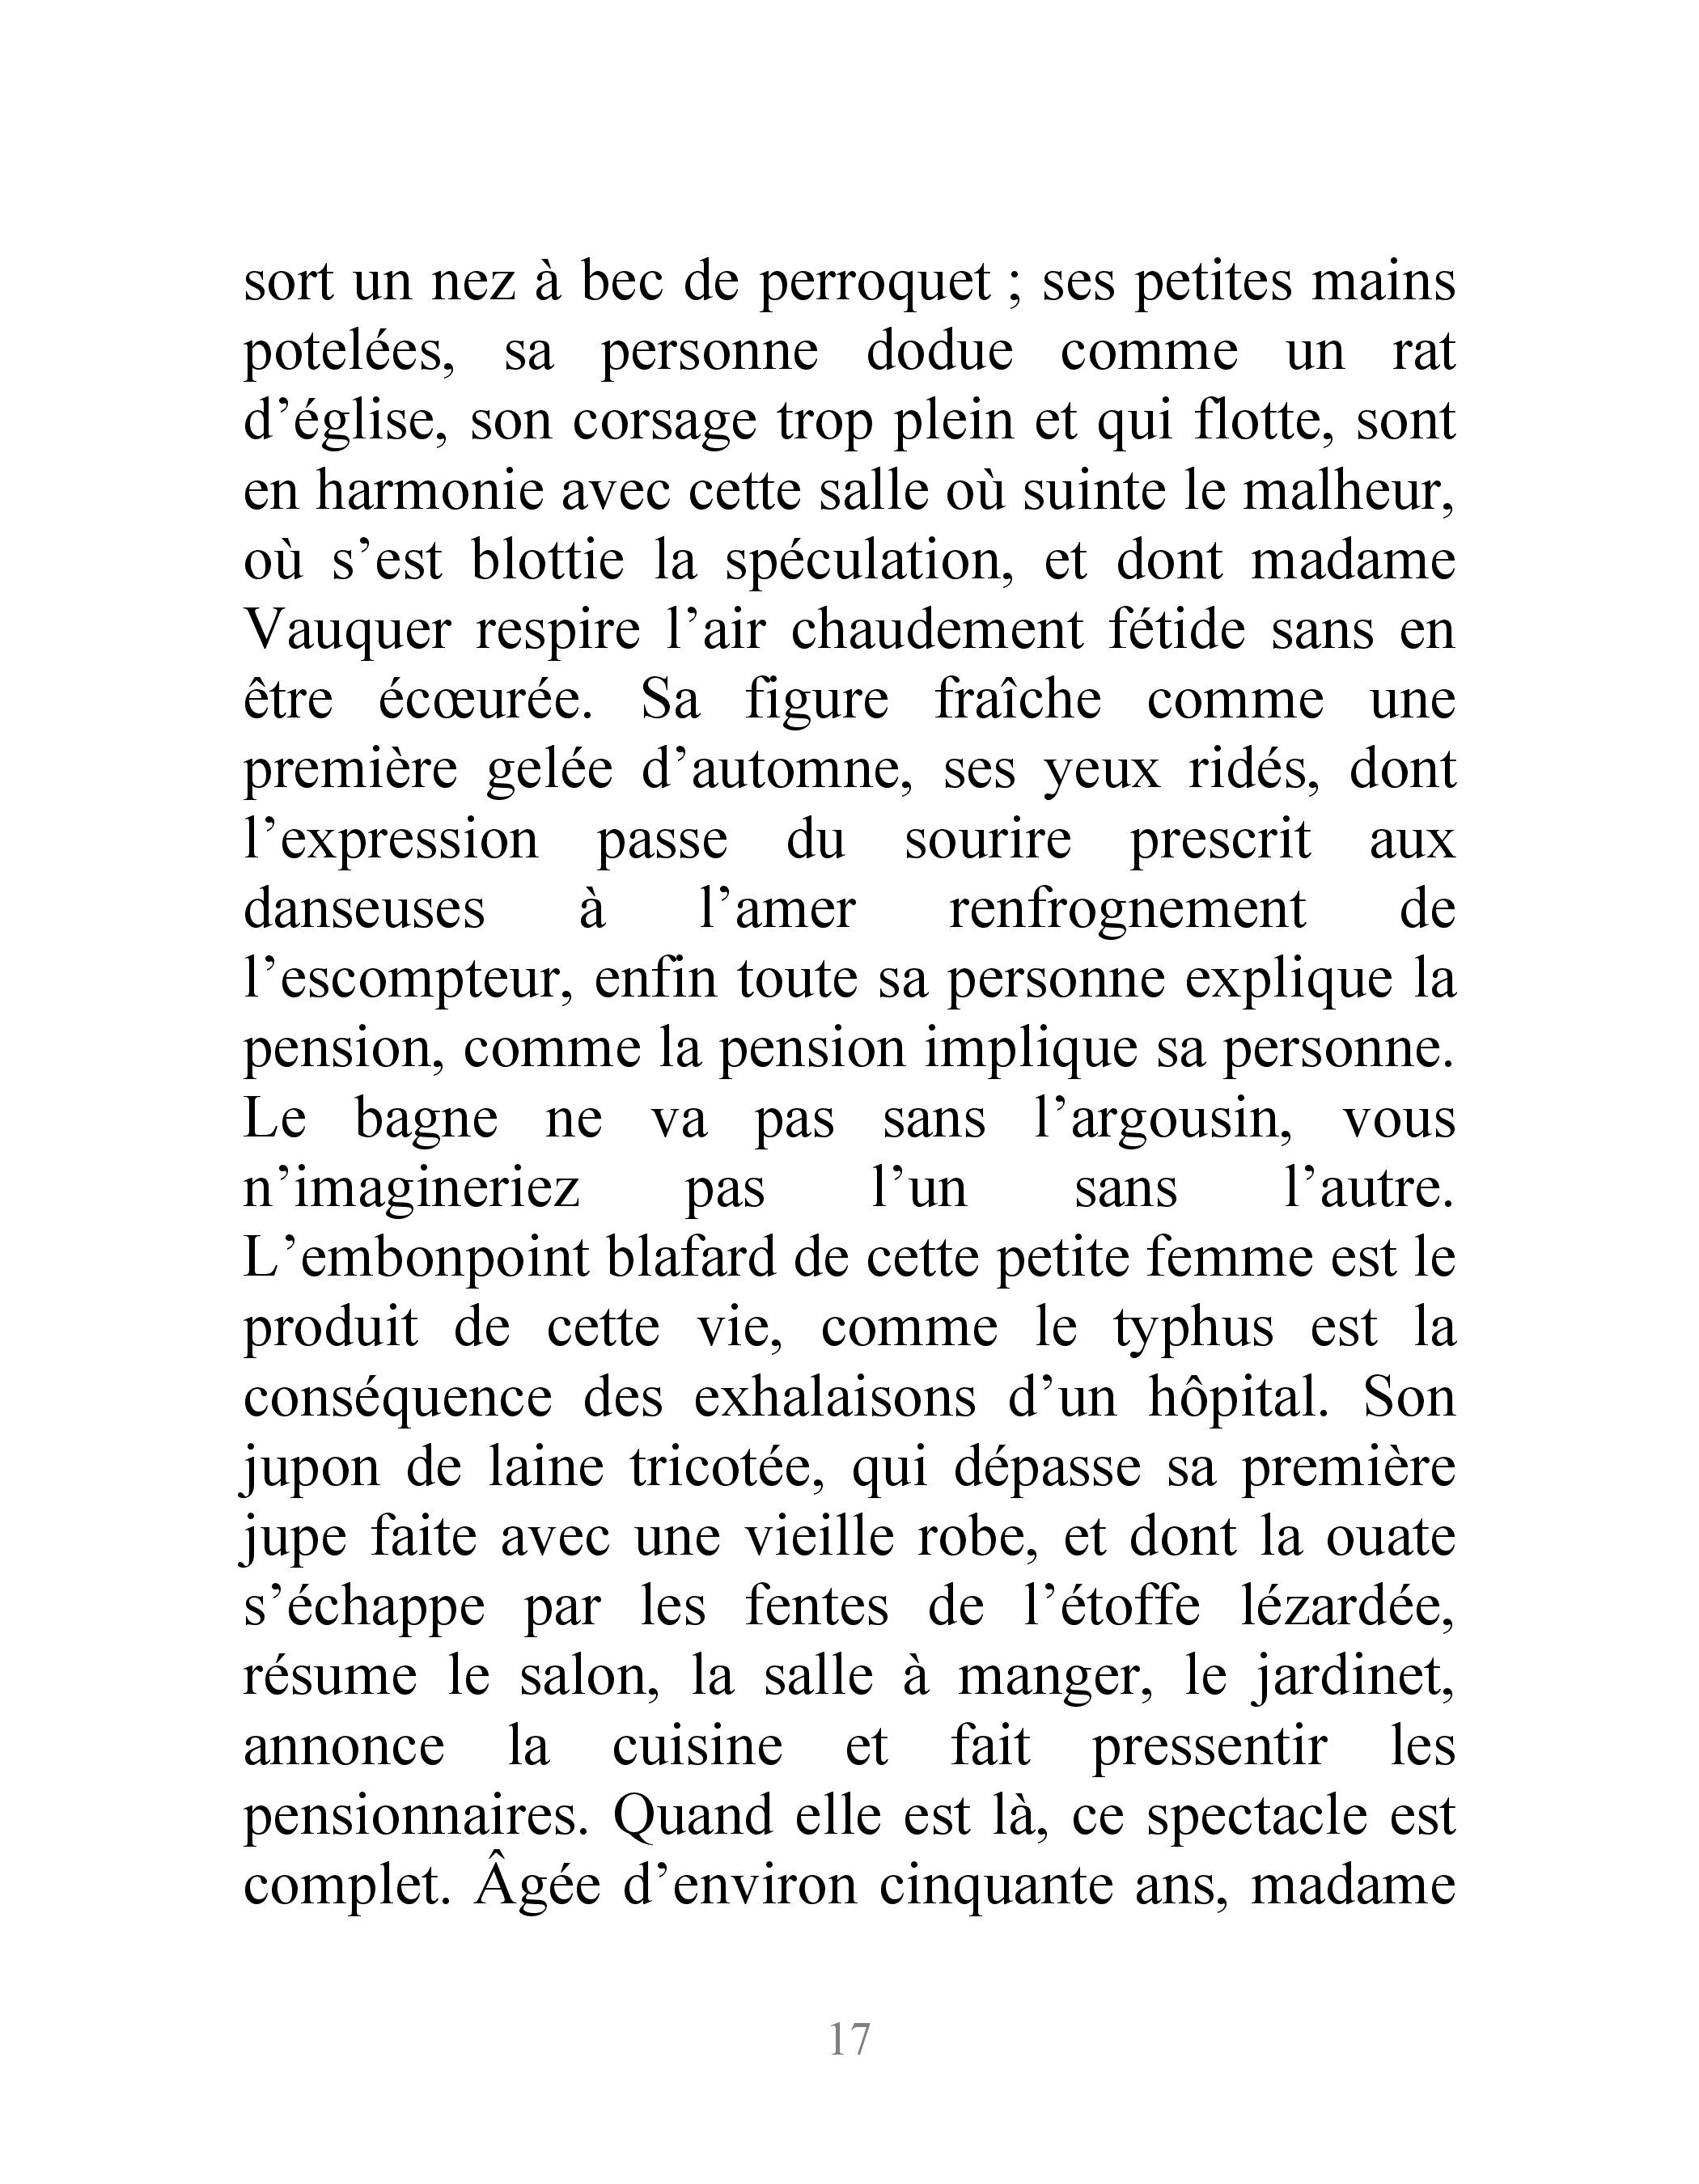 sort un nez à bec de perroquet ; ses petites mains
potelées, sa personne dodue comme un rat
d’église, son corsage trop plein et qui flotte, sont
en harmonie avec cette salle où suinte le malheur,
où s’est blottie la spéculation, et dont madame
Vauquer respire l’air chaudement fétide sans en
être écœurée. Sa figure fraîche comme une
première gelée d’automne, ses yeux ridés, dont
l’expression passe du sourire prescrit aux
danseuses à l’amer renfrognement de
l’escompteur, enfin toute sa personne explique la
pension, comme la pension implique sa personne.
Le bagne ne va pas sans l’argousin, vous
n’imagineriez pas l’un sans l’autre.
L’embonpoint blafard de cette petite femme est le
produit de cette vie, comme le typhus est la
conséquence des exhalaisons d’un hôpital. Son
jupon de laine tricotée, qui dépasse sa première
jupe faite avec une vieille robe, et dont la ouate
s’échappe par les fentes de l’étoffe lézardée,
résume le salon, la salle à manger, le jardinet,
annonce la cuisine et fait pressentir les
pensionnaires. Quand elle est là, ce spectacle est
complet. Âgée d’environ cinquante ans, madame
17